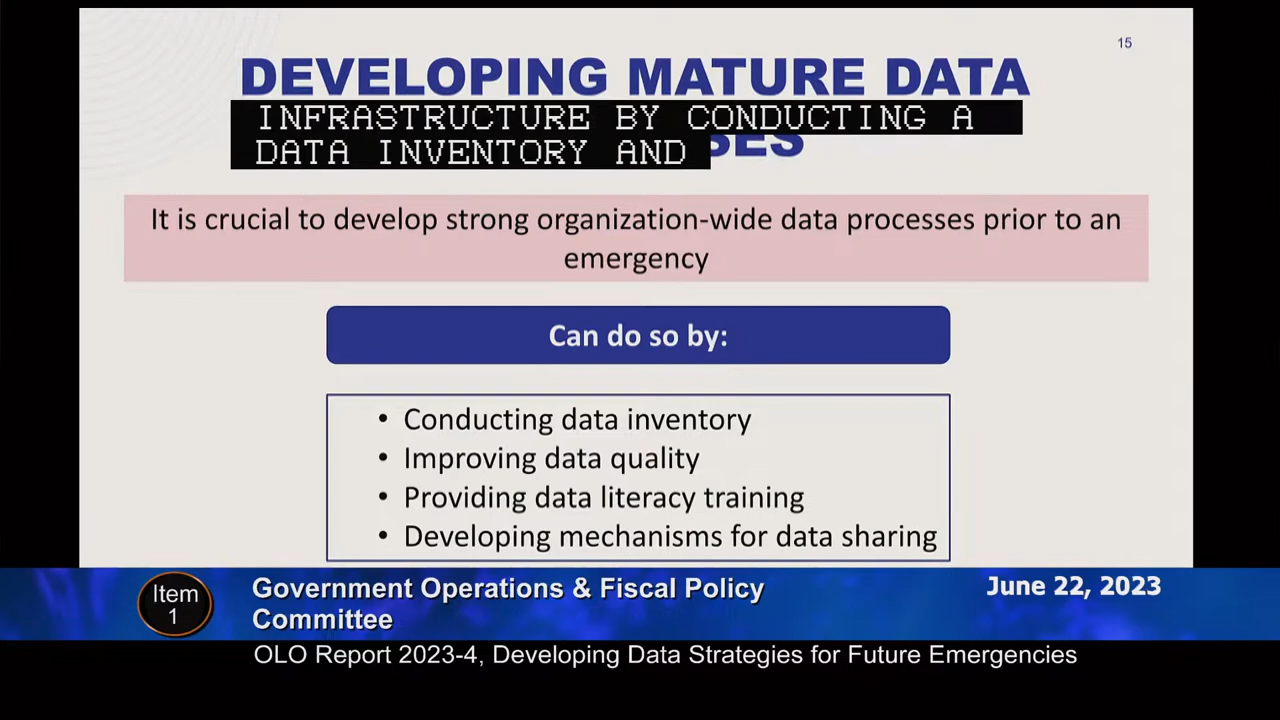 15
DEVELOPING MATURE DATA
INFRASTRUCTURE BY CONDUCTING A
DATA INVENTORY AND
It is crucial to develop strong organization-wide data processes prior to an
emergency
Can do so by:
• Conducting data inventory
• Improving data quality
• Providing data literacy training
• Developing mechanisms for data sharing
Item
1
Government Operations & Fiscal Policy
Committee
June 22, 2023
OLO Report 2023-4, Developing Data Strategies for Future Emergencies